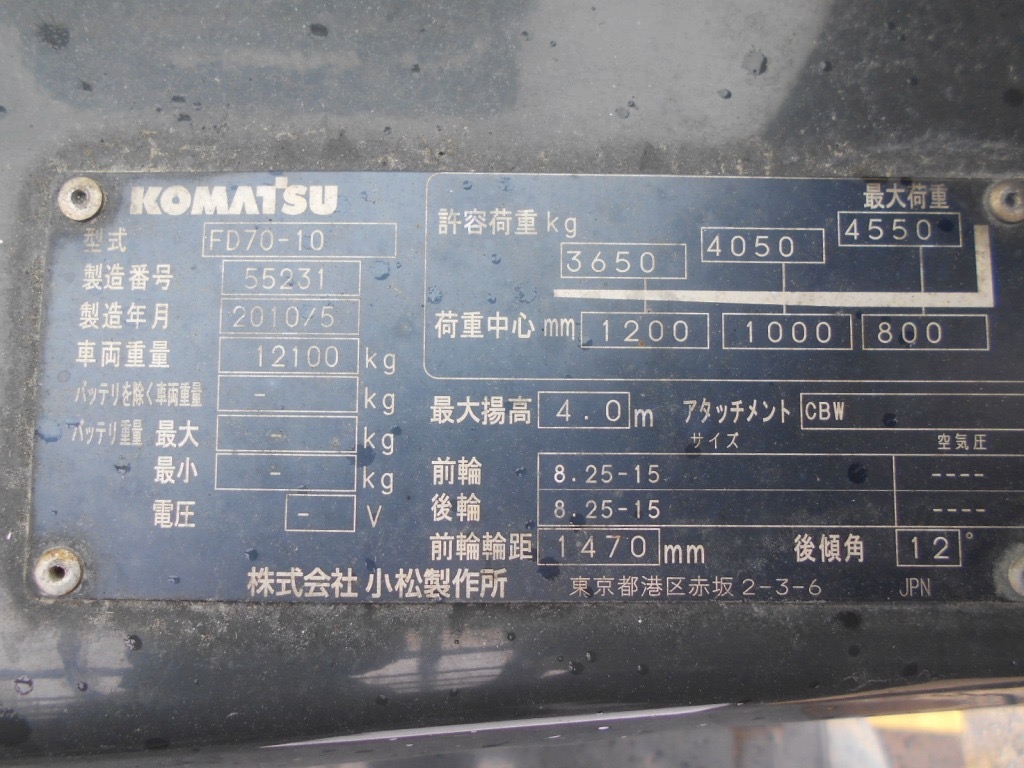 KOMATSU
型式 FD70-10
製造番号 55231
製造年月 2010/5
車両重量 12100 kg
バッテリを除く車両重量 - kg
バッテリ重量 最大 - kg
最小 - kg
電圧 - V
最大荷重
許容荷重 kg 3650 4050 4550
荷重中心 mm 1200 1000 800
最大揚高 4.0 m アタッチメント CBW
サイズ 空気圧
前輪 8.25-15 ----
後輪 8.25-15 ----
前輪輪距 1470 mm 後傾角 12°
株式会社 小松製作所 東京都港区赤坂2-3-6 JPN